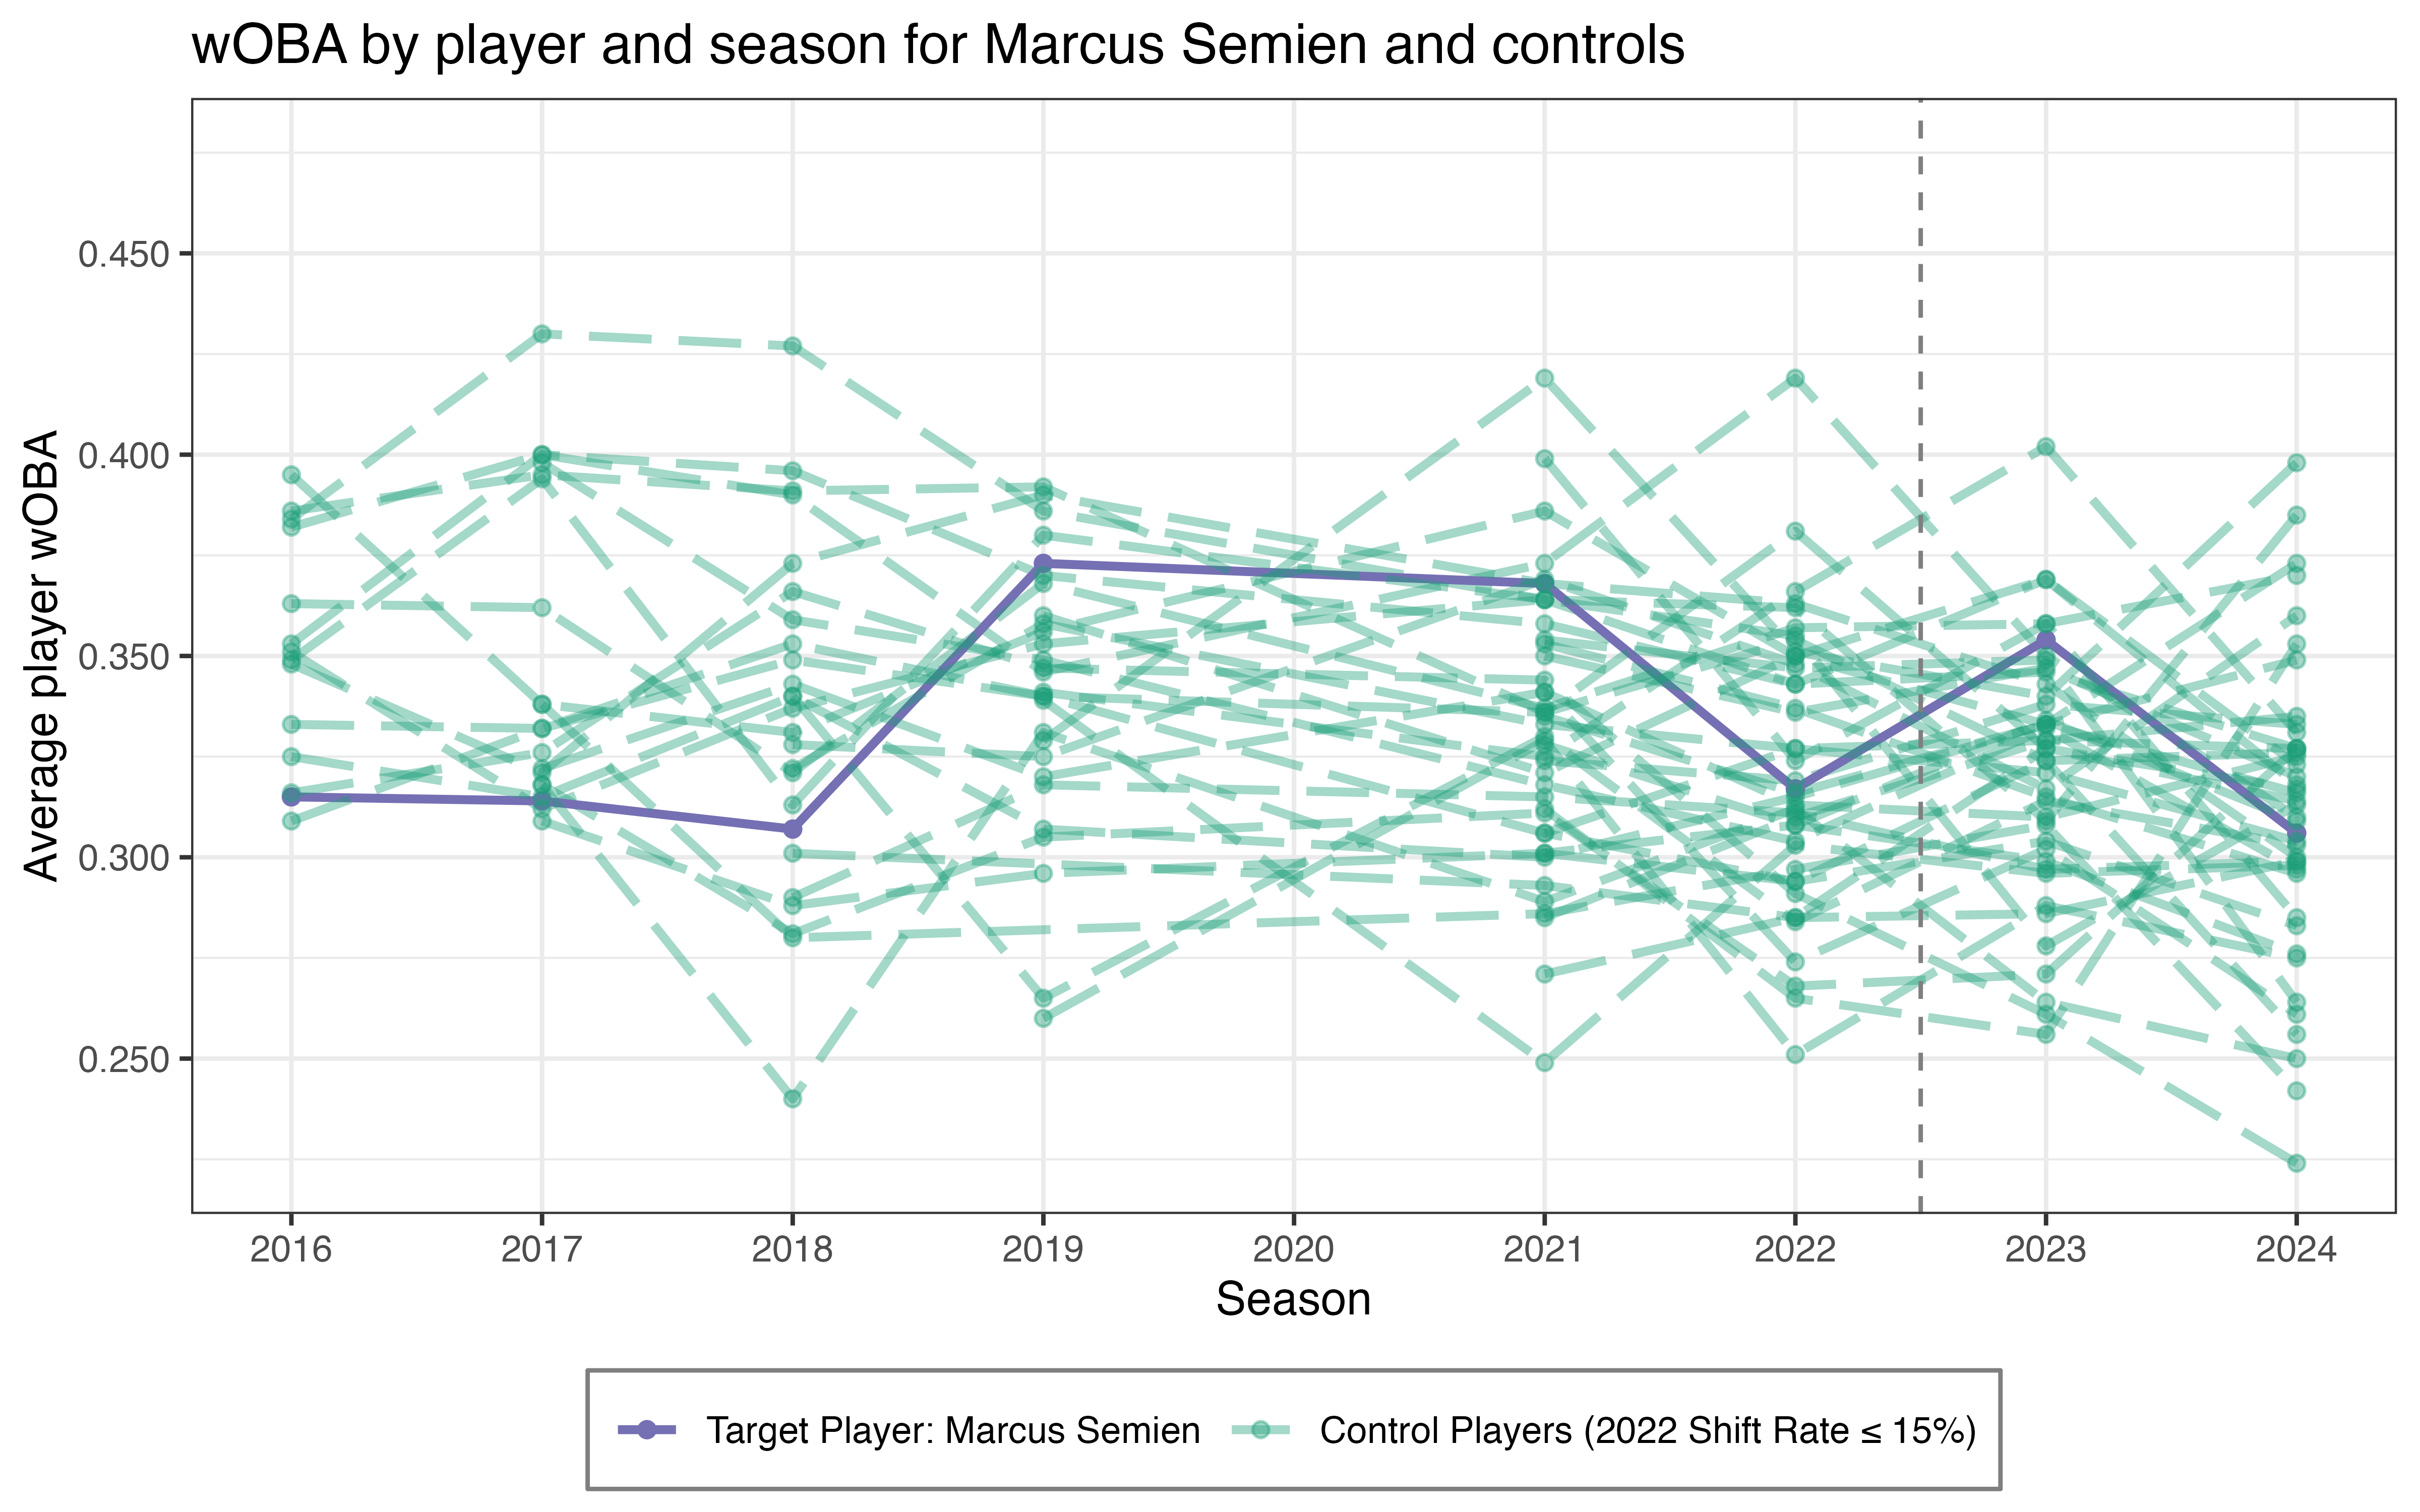 wOBA by player and season for Marcus Semien and controls
Average player wOBA
0.450
0.400
0.350
0.300
0.250
2016 2017 2018 2019 2020 2021 2022 2023 2024
Season
Target Player: Marcus Semien Control Players (2022 Shift Rate ≤ 15%)